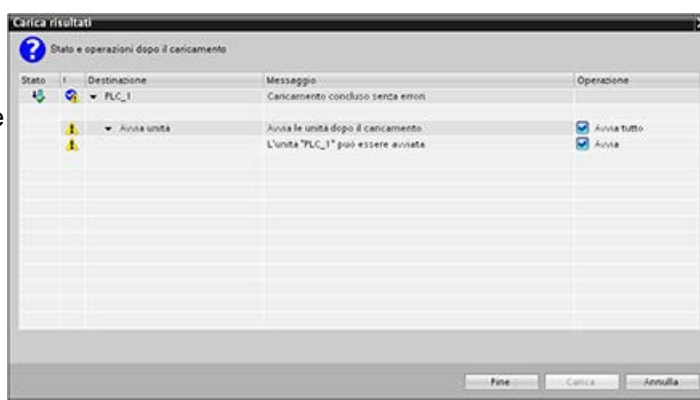 Carica risultati
Stato e operazioni dopo il caricamento
Stato ! Destinazione Messaggio Operazione
PLC_1 Caricamento concluso senza errori.
Avvia unità Avvia le unità dopo il caricamento. Avvia tutto
L'unità "PLC_1" può essere avviata Avvia
Fine Carica Annulla
e